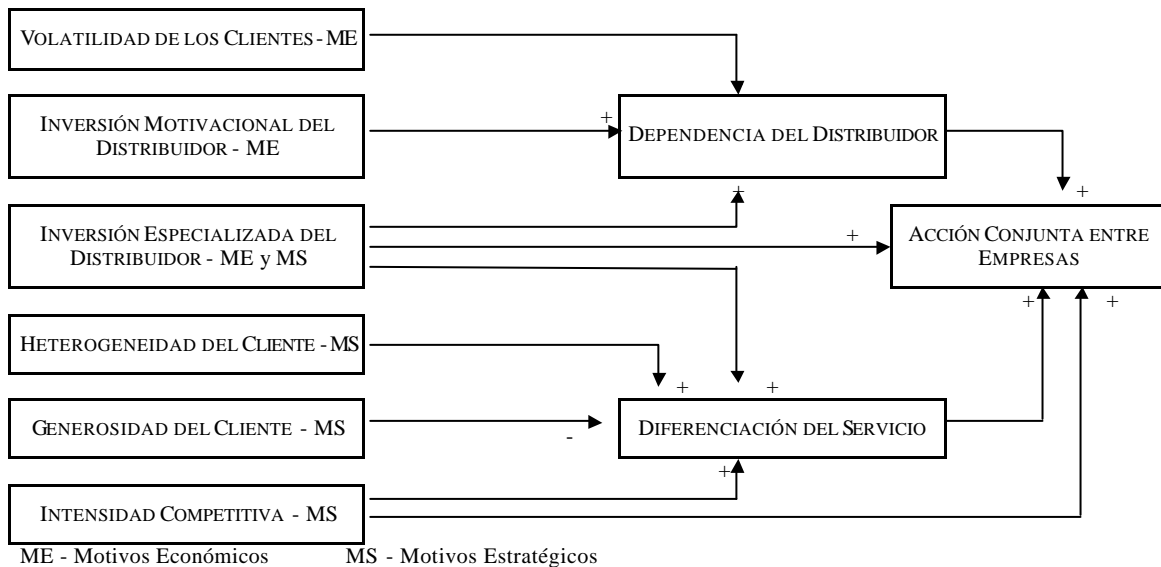 VOLATILIDAD DE LOS CLIENTES - ME
INVERSIÓN MOTIVACIONAL DEL
DISTRIBUIDOR - ME
+
DEPENDENCIA DEL DISTRIBUIDOR
+
+
INVERSIÓN ESPECIALIZADA DEL
DISTRIBUIDOR - ME y MS
+
ACCIÓN CONJUNTA ENTRE
EMPRESAS
+
+
HETEROGENEIDAD DEL CLIENTE - MS
+
+
GENEROSIDAD DEL CLIENTE - MS
-
DIFERENCIACIÓN DEL SERVICIO
+
INTENSIDAD COMPETITIVA - MS
ME - Motivos Económicos
MS - Motivos Estratégicos